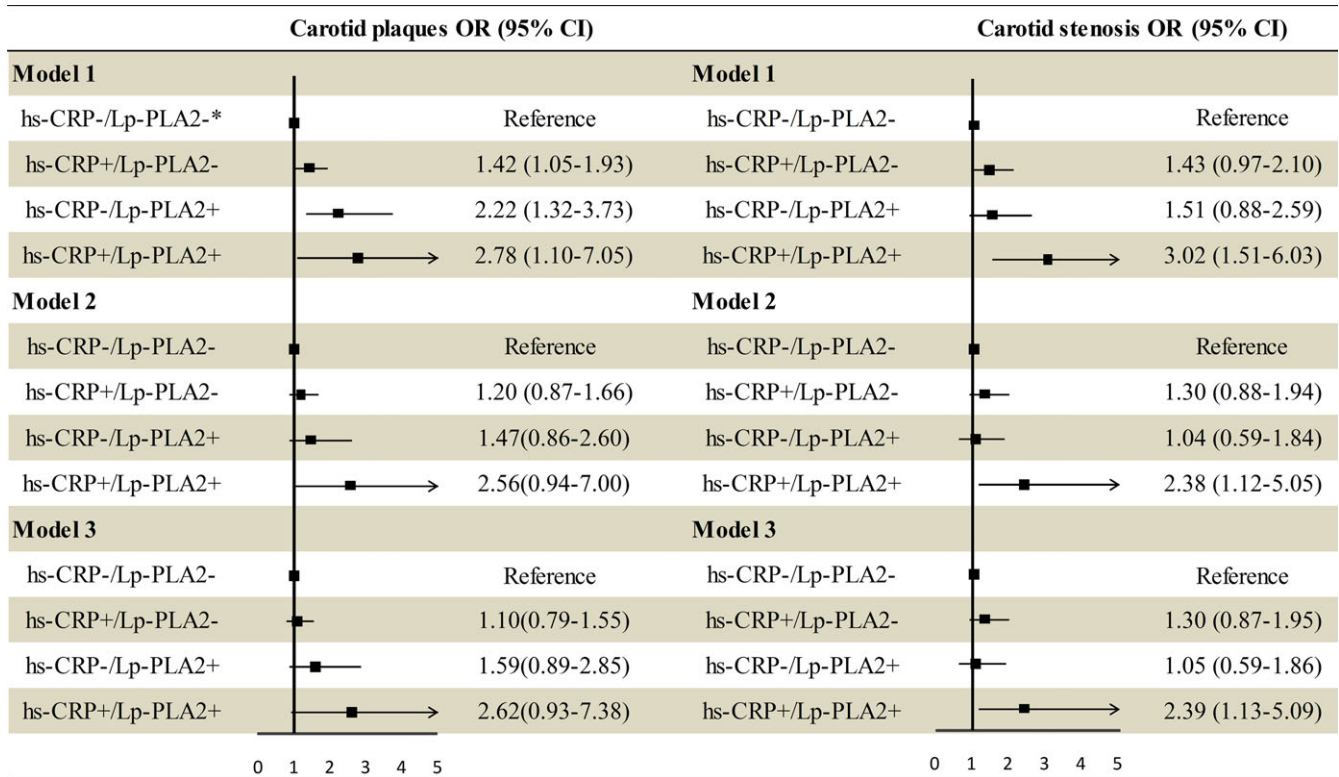 Carotid plaques OR (95% CI) Carotid stenosis OR (95% CI)
Model 1 Model 1
hs-CRP-/Lp-PLA2-* Reference hs-CRP-/Lp-PLA2- Reference
hs-CRP+/Lp-PLA2- 1.42 (1.05-1.93) hs-CRP+/Lp-PLA2- 1.43 (0.97-2.10)
hs-CRP-/Lp-PLA2+ 2.22 (1.32-3.73) hs-CRP-/Lp-PLA2+ 1.51 (0.88-2.59)
hs-CRP+/Lp-PLA2+ 2.78 (1.10-7.05) hs-CRP+/Lp-PLA2+ 3.02 (1.51-6.03)
Model 2 Model 2
hs-CRP-/Lp-PLA2- Reference hs-CRP-/Lp-PLA2- Reference
hs-CRP+/Lp-PLA2- 1.20 (0.87-1.66) hs-CRP+/Lp-PLA2- 1.30 (0.88-1.94)
hs-CRP-/Lp-PLA2+ 1.47(0.86-2.60) hs-CRP-/Lp-PLA2+ 1.04 (0.59-1.84)
hs-CRP+/Lp-PLA2+ 2.56(0.94-7.00) hs-CRP+/Lp-PLA2+ 2.38 (1.12-5.05)
Model 3 Model 3
hs-CRP-/Lp-PLA2- Reference hs-CRP-/Lp-PLA2- Reference
hs-CRP+/Lp-PLA2- 1.10(0.79-1.55) hs-CRP+/Lp-PLA2- 1.30 (0.87-1.95)
hs-CRP-/Lp-PLA2+ 1.59(0.89-2.85) hs-CRP-/Lp-PLA2+ 1.05 (0.59-1.86)
hs-CRP+/Lp-PLA2+ 2.62(0.93-7.38) hs-CRP+/Lp-PLA2+ 2.39 (1.13-5.09)
0 1 2 3 4 5 0 1 2 3 4 5